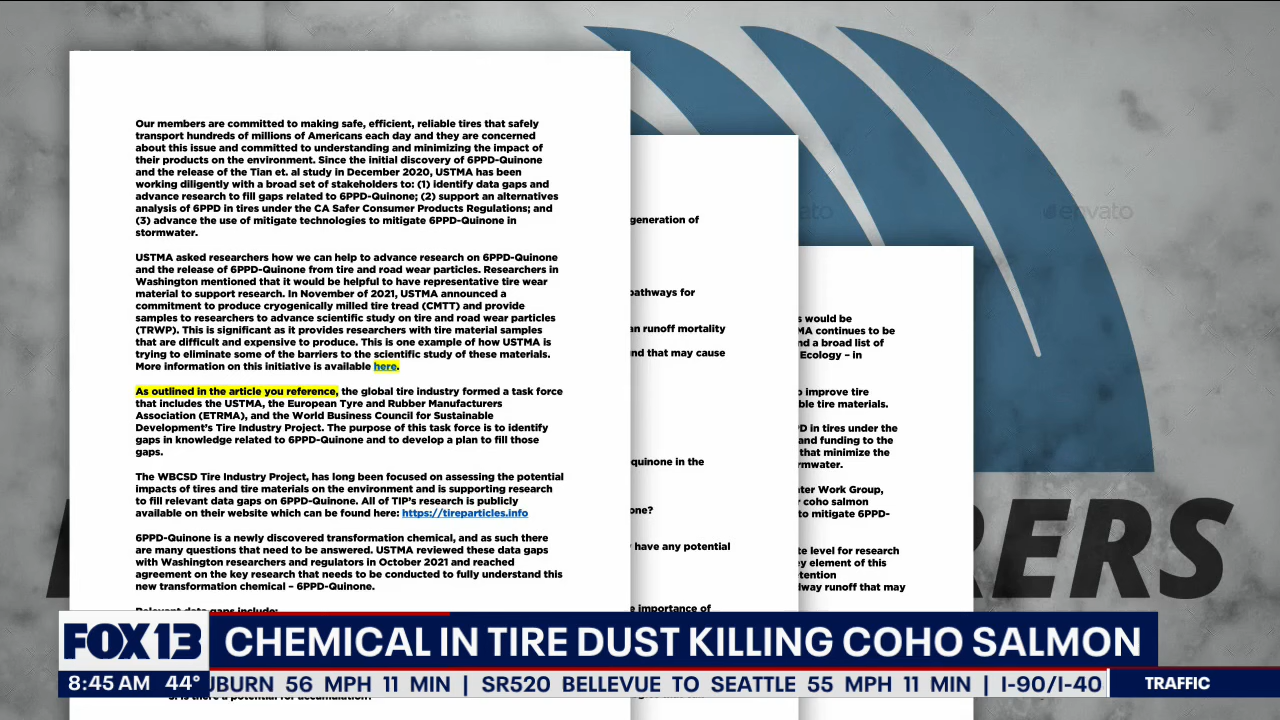 Our members are committed to making safe, efficient, reliable tires that safely
transport hundreds of millions of Americans each day and they are concerned
about this issue and committed to understanding and minimizing the impact of
their products on the environment. Since the initial discovery of 6PPD-Quinone
and the release of the Tian et. al study in December 2020, USTMA has been
working diligently with a broad set of stakeholders to: (1) identify data gaps and
advance research to fill gaps related to 6PPD-Quinone; (2) support an alternatives
analysis of 6PPD in tires under the CA Safer Consumer Products Regulations; and
(3) advance the use of mitigate technologies to mitigate 6PPD-Quinone in
stormwater.
USTMA asked researchers how we can help to advance research on 6PPD-Quinone
and the release of 6PPD-Quinone from tire and road wear particles. Researchers in
Washington mentioned that it would be helpful to have representative tire wear
material to support research. In November of 2021, USTMA announced a
commitment to produce cryogenically milled tire tread (CMTT) and provide
samples to researchers to advance scientific study on tire and road wear particles
(TRWP). This is significant as it provides researchers with tire material samples
that are difficult and expensive to produce. This is one example of how USTMA is
trying to eliminate some of the barriers to the scientific study of these materials.
More information on this initiative is available here.
As outlined in the article you reference, the global tire industry formed a task force
that includes the USTMA, the European Tyre and Rubber Manufacturers
Association (ETRMA), and the World Business Council for Sustainable
Development's Tire Industry Project. The purpose of this task force is to identify
gaps in knowledge related to 6PPD-Quinone and to develop a plan to fill those
gaps.
The WBCSD Tire Industry Project, has long been focused on assessing the potential
impacts of tires and tire materials on the environment and is supporting research
to fill relevant data gaps on 6PPD-Quinone. All of TIP's research is publicly
available on their website which can be found here: https://tireparticles.info
6PPD-Quinone is a newly discovered transformation chemical, and as such there
are many questions that need to be answered. USTMA reviewed these data gaps
with Washington researchers and regulators in October 2021 and reached
agreement on the key research that needs to be conducted to fully understand this
new transformation chemical – 6PPD-Quinone.
Relevant data gaps include:
generation of
pathways for
an runoff mortality
nd that may cause
quinone in the
one?
have any potential
e importance of
s would be
MA continues to be
nd a broad list of
Ecology – in
o improve tire
ble tire materials.
PD in tires under the
and funding to the
that minimize the
rmwater.
ater Work Group,
r coho salmon
to mitigate 6PPD-
te level for research
ey element of this
tention
lway runoff that may
envato
RERS
FOX 13
CHEMICAL IN TIRE DUST KILLING COHO SALMON
8:45 AM 44°
UBURN 56 MPH 11 MIN | SR520 BELLEVUE TO SEATTLE 55 MPH 11 MIN | I-90/I-40
TRAFFIC